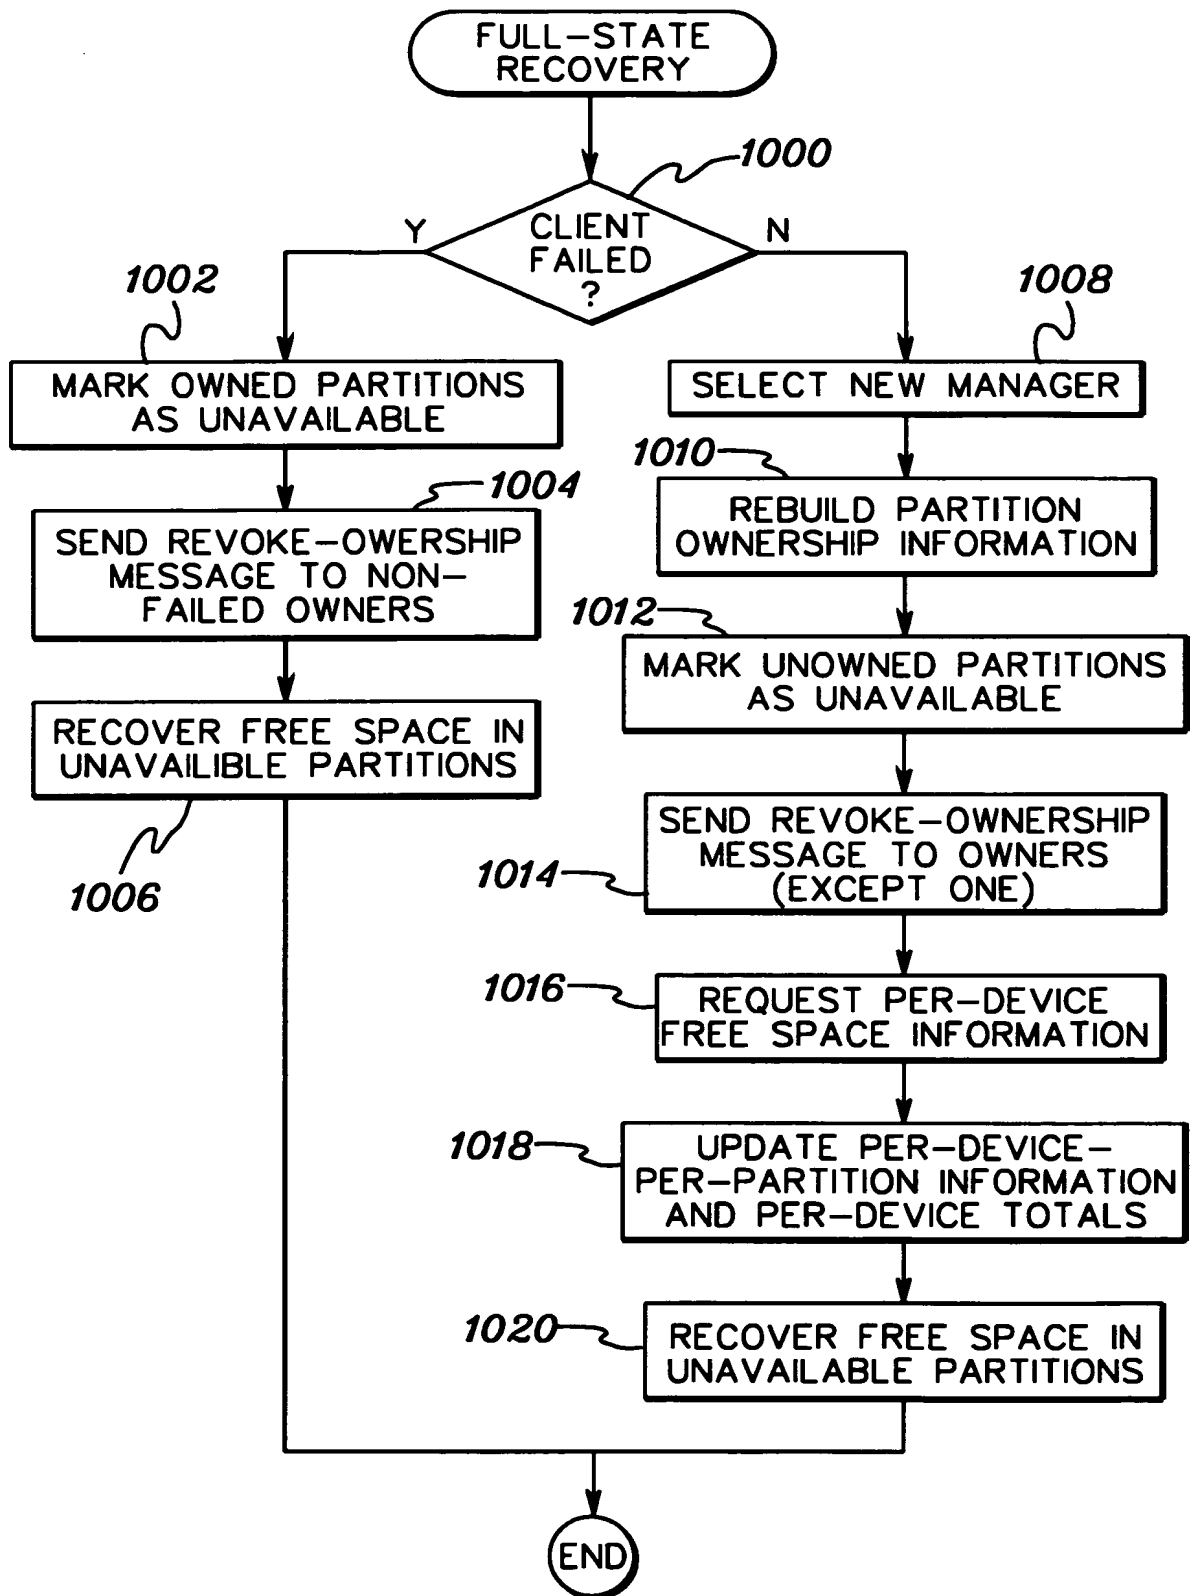 FULL-STATE
RECOVERY
1000
CLIENT
FAILED
?
Y
N
1002
MARK OWNED PARTITIONS
AS UNAVAILABLE
1004
SEND REVOKE-OWERSHIP
MESSAGE TO NON-
FAILED OWNERS
RECOVER FREE SPACE IN
UNAVAILIBLE PARTITIONS
1006
1008
SELECT NEW MANAGER
1010
REBUILD PARTITION
OWNERSHIP INFORMATION
1012
MARK UNOWNED PARTITIONS
AS UNAVAILABLE
SEND REVOKE-OWNERSHIP
MESSAGE TO OWNERS
(EXCEPT ONE)
1014
1016
REQUEST PER-DEVICE
FREE SPACE INFORMATION
1018
UPDATE PER-DEVICE-
PER-PARTITION INFORMATION
AND PER-DEVICE TOTALS
1020
RECOVER FREE SPACE IN
UNAVAILABLE PARTITIONS
END